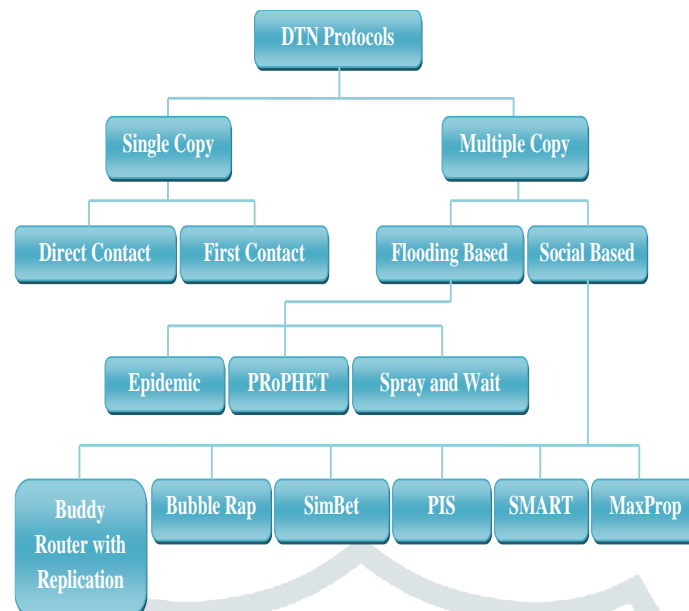 DTN Protocols
Single Copy
Multiple Copy
Direct Contact
First Contact
Flooding Based
Social Based
Epidemic
PRoPHET
Spray and Wait
Buddy
Router with
Replication
Bubble Rap
SimBet
PIS
SMART
MaxProp